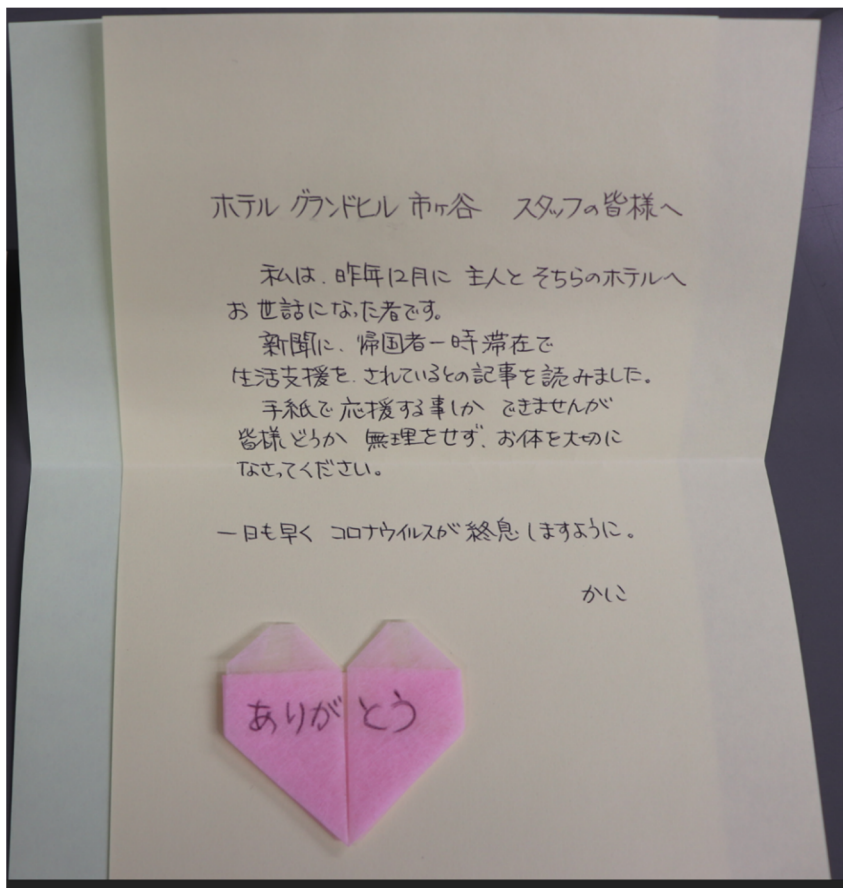 ホテル グランドヒル 市ヶ谷　スタッフの皆様へ
私は、昨年12月に 主人と そちらのホテルへ
お世話になった者です。
新聞に、帰国者一時滞在で
生活支援を、されているとの記事を読みました。
手紙で応援する事しか できませんが
皆様どうか 無理をせず、お体を大切に
なさってください。
一日も早く コロナウイルスが終息しますように。
かに
ありがとう